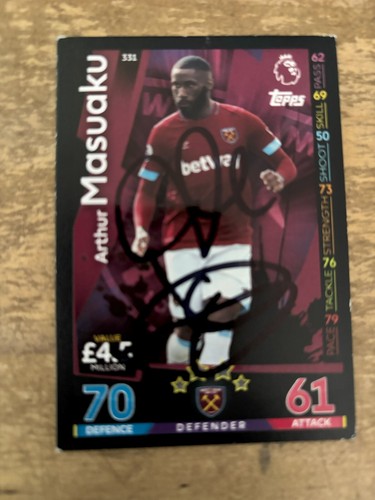 331
Arthur Masuaku
Topps
betway
62 PASS
69 SKILL
50 SHOOT
73 STRENGTH
76 TACKLE
79 PACE
VALUE
MILLION
70
DEFENCE
DEFENDER
61
ATTACK